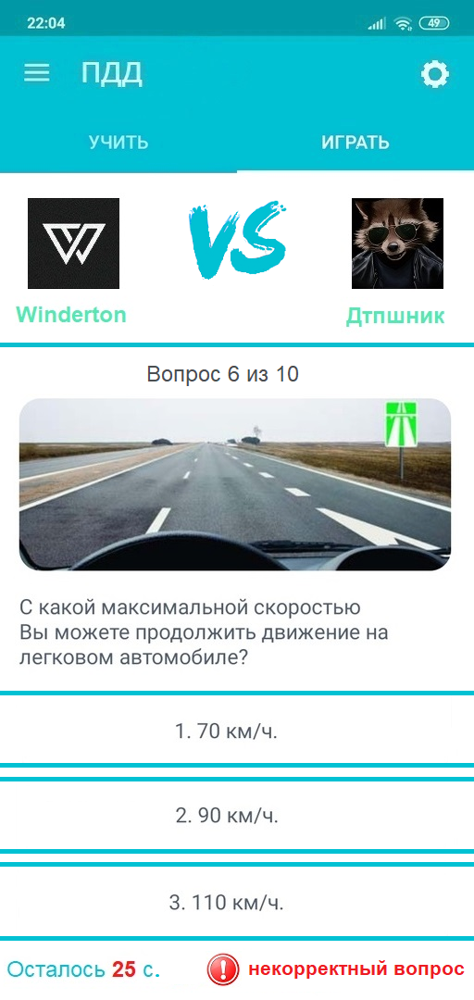 22:04
49
ПДД
УЧИТЬ
ИГРАТЬ
VS
Winderton
Дтпшник
Вопрос 6 из 10
С какой максимальной скоростью
Вы можете продолжить движение на
легковом автомобиле?
1. 70 км/ч.
2. 90 км/ч.
3. 110 км/ч.
Осталось 25 с.
некорректный вопрос